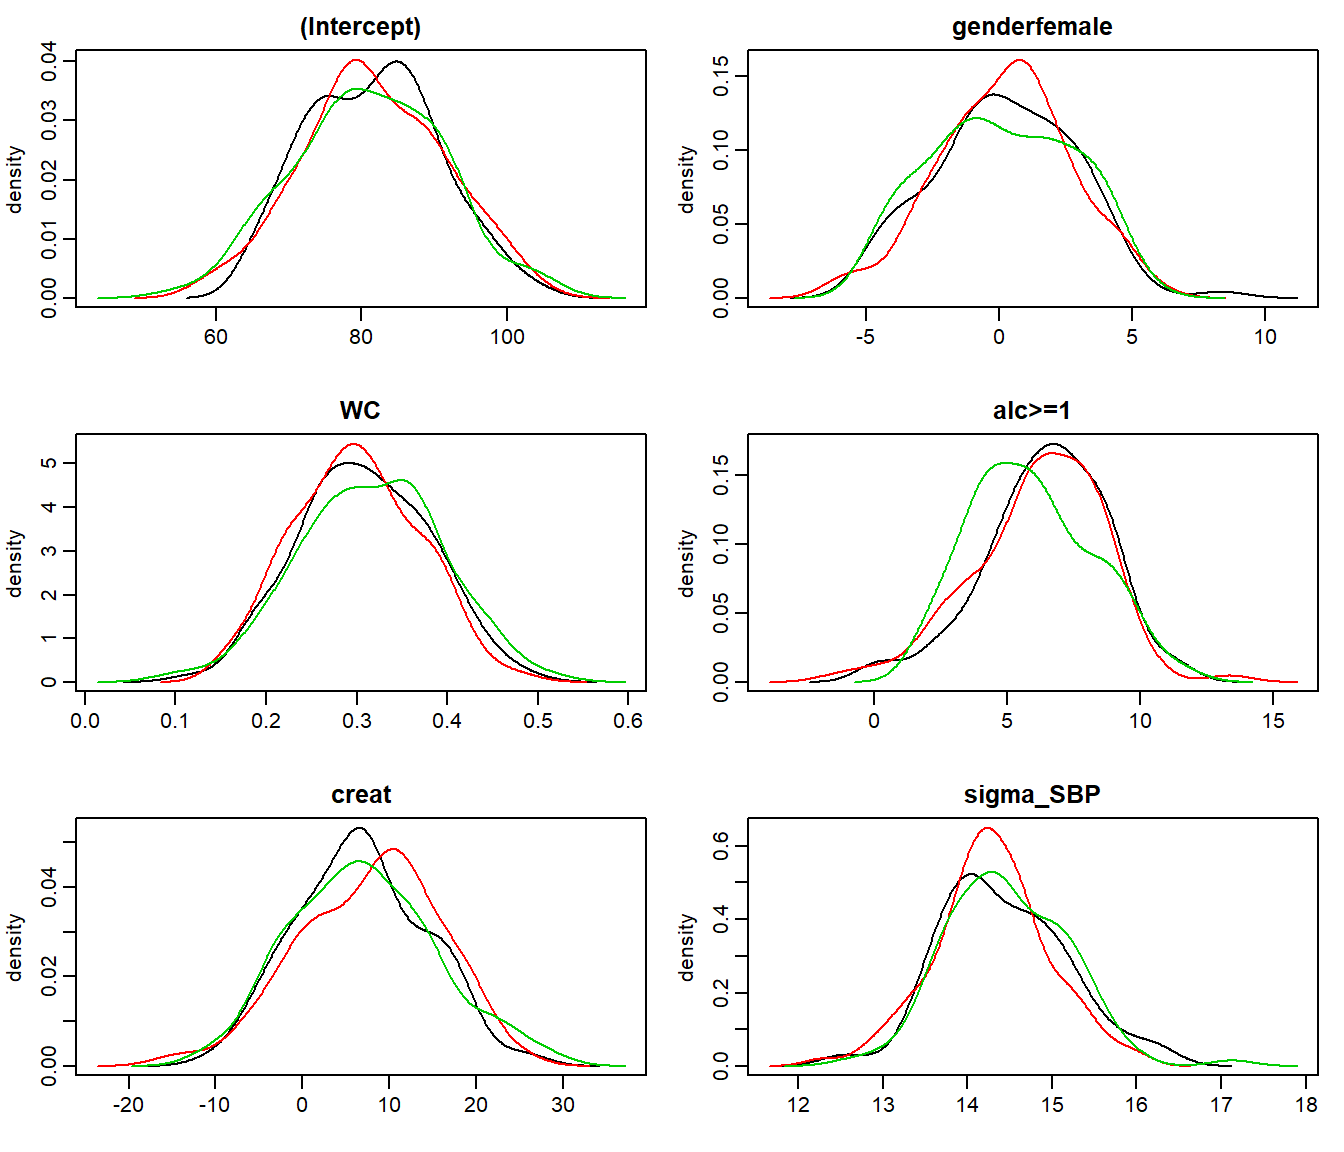 (Intercept)
density
0.00 0.01 0.02 0.03 0.04
60 80 100
genderfemale
density
0.00 0.05 0.10 0.15
-5 0 5 10
WC
density
0 1 2 3 4 5
0.0 0.1 0.2 0.3 0.4 0.5 0.6
alc>=1
density
0.00 0.05 0.10 0.15
0 5 10 15
creat
density
0.00 0.02 0.04
-20 -10 0 10 20 30
sigma_SBP
density
0.0 0.2 0.4 0.6
12 13 14 15 16 17 18